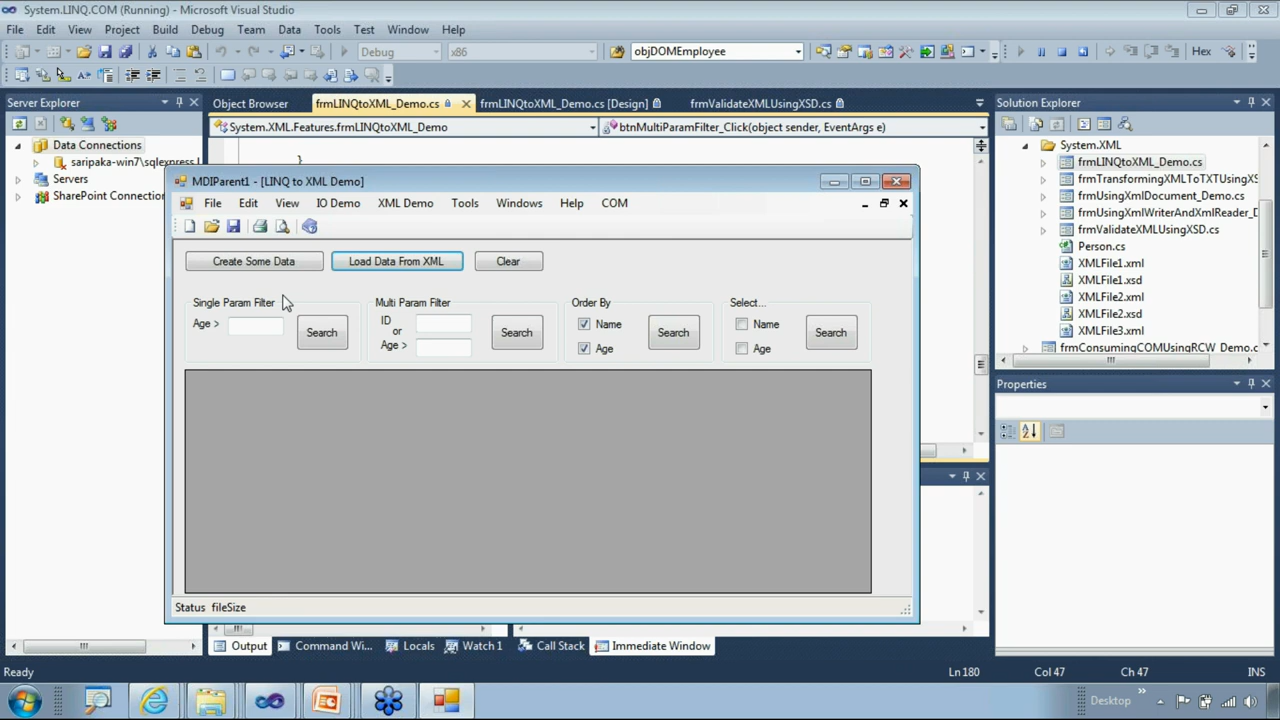 System.LINQ.COM (Running) - Microsoft Visual Studio
File Edit View Project Build Debug Team Data Tools Test Window Help
Debug x86 objDOMEmployee Hex
Server Explorer
Object Browser frmLINQtoXML_Demo.cs frmLINQtoXML_Demo.cs [Design] frmValidateXMLUsingXSD.cs
Solution Explorer
System.XML.Features.frmLINQtoXML_Demo btnMultiParamFilter_Click(object sender, EventArgs e)
Data Connections
saripaka-win7\sqlexpress
Servers
SharePoint Connection
}
MDIParent1 - [LINQ to XML Demo]
File Edit View IO Demo XML Demo Tools Windows Help COM
Create Some Data Load Data From XML Clear
Single Param Filter Multi Param Filter Order By Select...
Age > Search
ID or Age > Search
Name Age Search
Name Age Search
Status fileSize
System.XML
frmLINQtoXML_Demo.cs
frmTransformingXMLToTXTUsingXS
frmUsingXmlDocument_Demo.cs
frmUsingXmlWriterAndXmlReader_D
frmValidateXMLUsingXSD.cs
Person.cs
XMLFile1.xml
XMLFile1.xsd
XMLFile2.xml
XMLFile2.xsd
XMLFile3.xml
frmConsumingCOMUsingRCW_Demo.c
Properties
Output Command Wi... Locals Watch 1 Call Stack Immediate Window
Ready Ln 180 Col 47 Ch 47 INS
Desktop